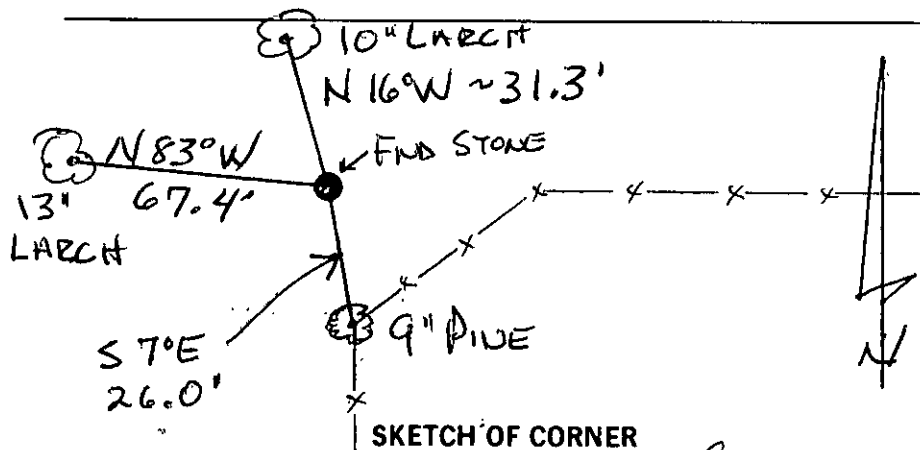 10" LARCH
N 16°W ~ 31.3'
N 83°W
67.4'
13"
LARCH
FND STONE
9" PINE
S 7°E
26.0'
N
SKETCH OF CORNER